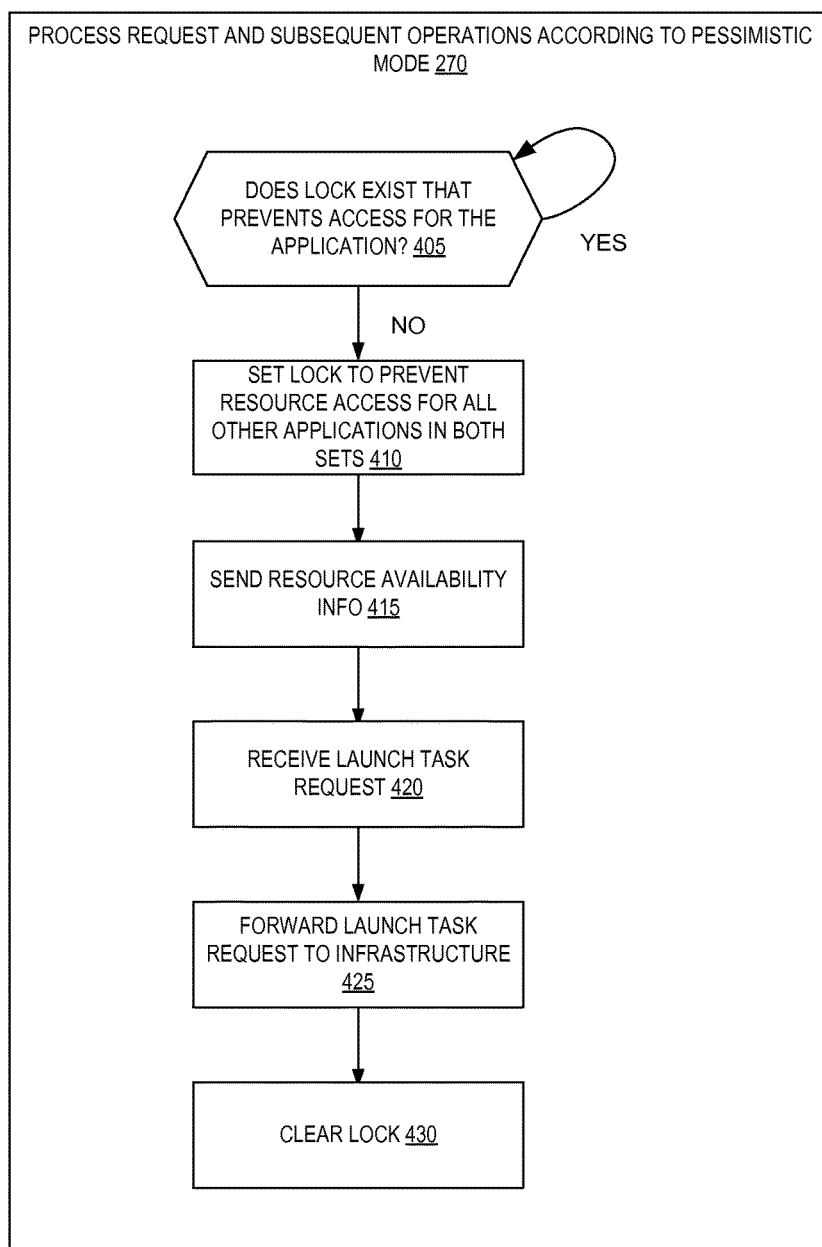 PROCESS REQUEST AND SUBSEQUENT OPERATIONS ACCORDING TO PESSIMISTIC
MODE 270
DOES LOCK EXIST THAT
PREVENTS ACCESS FOR THE
APPLICATION? 405
YES
NO
SET LOCK TO PREVENT
RESOURCE ACCESS FOR ALL
OTHER APPLICATIONS IN BOTH
SETS 410
SEND RESOURCE AVAILABILITY
INFO 415
RECEIVE LAUNCH TASK
REQUEST 420
FORWARD LAUNCH TASK
REQUEST TO INFRASTRUCTURE
425
CLEAR LOCK 430